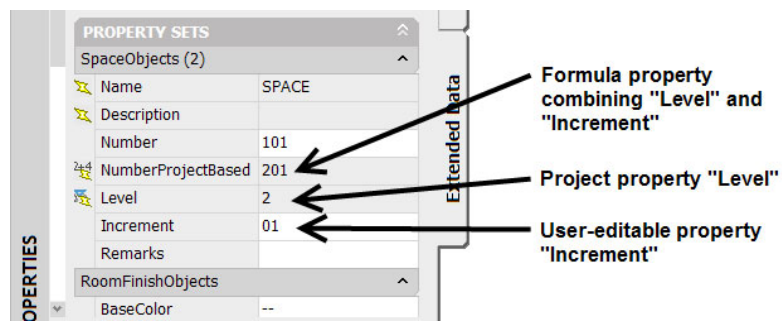 PROPERTY SETS
SpaceObjects (2)
Name SPACE
Description
Number 101
NumberProjectBased 201
Level 2
Increment 01
Remarks
RoomFinishObjects
BaseColor --
Extended Data
Formula property
combining "Level" and
"Increment"
Project property "Level"
User-editable property
"Increment"